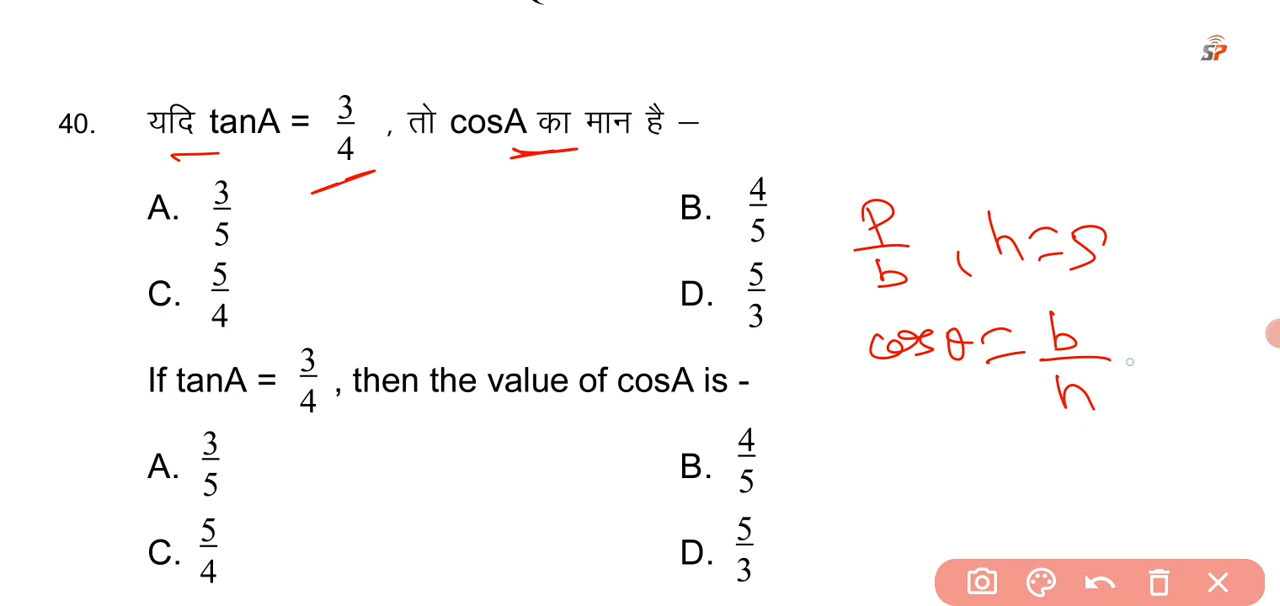 SP
40. यदि tanA = 3/4 , तो cosA का मान है –
A. 3/5 B. 4/5
C. 5/4 D. 5/3
P/b , h=5
cosθ = b/h
If tanA = 3/4 , then the value of cosA is -
A. 3/5 B. 4/5
C. 5/4 D. 5/3